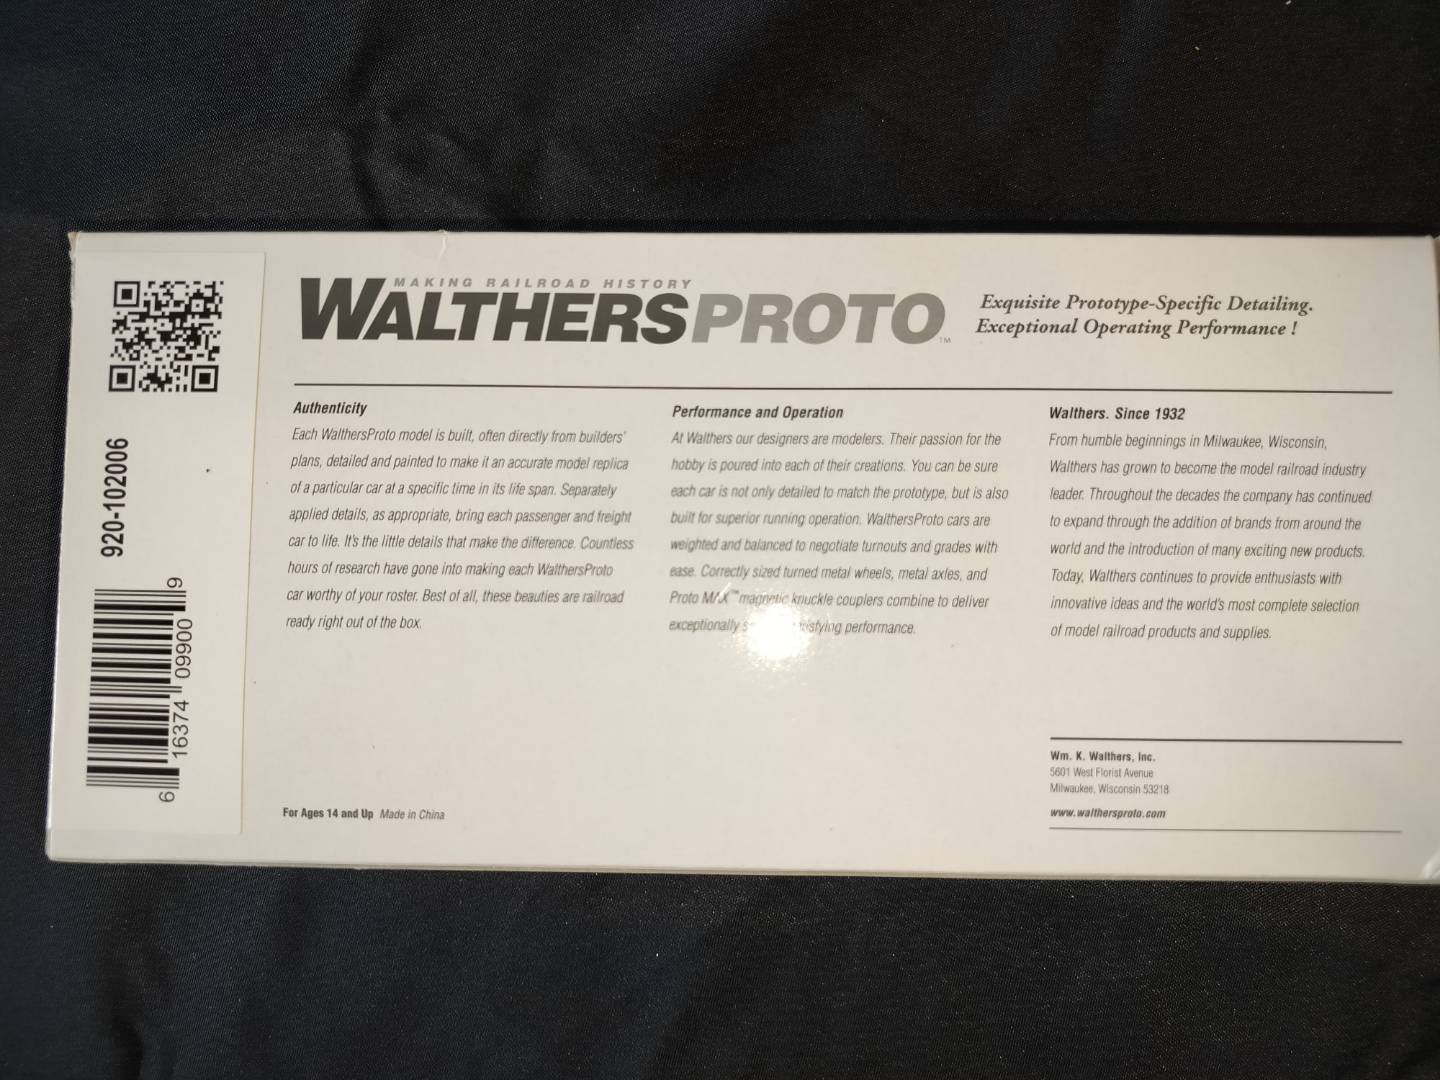 MAKING RAILROAD HISTORY
WALTHERSPROTO™
Exquisite Prototype-Specific Detailing.
Exceptional Operating Performance !
920-102006
6 16374 09900 9
Authenticity
Each WalthersProto model is built, often directly from builders'
plans, detailed and painted to make it an accurate model replica
of a particular car at a specific time in its life span. Separately
applied details, as appropriate, bring each passenger and freight
car to life. It's the little details that make the difference. Countless
hours of research have gone into making each WalthersProto
car worthy of your roster. Best of all, these beauties are railroad
ready right out of the box.
Performance and Operation
At Walthers our designers are modelers. Their passion for the
hobby is poured into each of their creations. You can be sure
each car is not only detailed to match the prototype, but is also
built for superior running operation. WalthersProto cars are
weighted and balanced to negotiate turnouts and grades with
ease. Correctly sized turned metal wheels, metal axles, and
Proto MAX™ magnetic knuckle couplers combine to deliver
exceptionally performance.
Walthers. Since 1932
From humble beginnings in Milwaukee, Wisconsin,
Walthers has grown to become the model railroad industry
leader. Throughout the decades the company has continued
to expand through the addition of brands from around the
world and the introduction of many exciting new products.
Today, Walthers continues to provide enthusiasts with
innovative ideas and the world's most complete selection
of model railroad products and supplies.
Wm. K. Walthers, Inc.
5601 West Florist Avenue
Milwaukee, Wisconsin 53218
www.walthersproto.com
For Ages 14 and Up Made in China